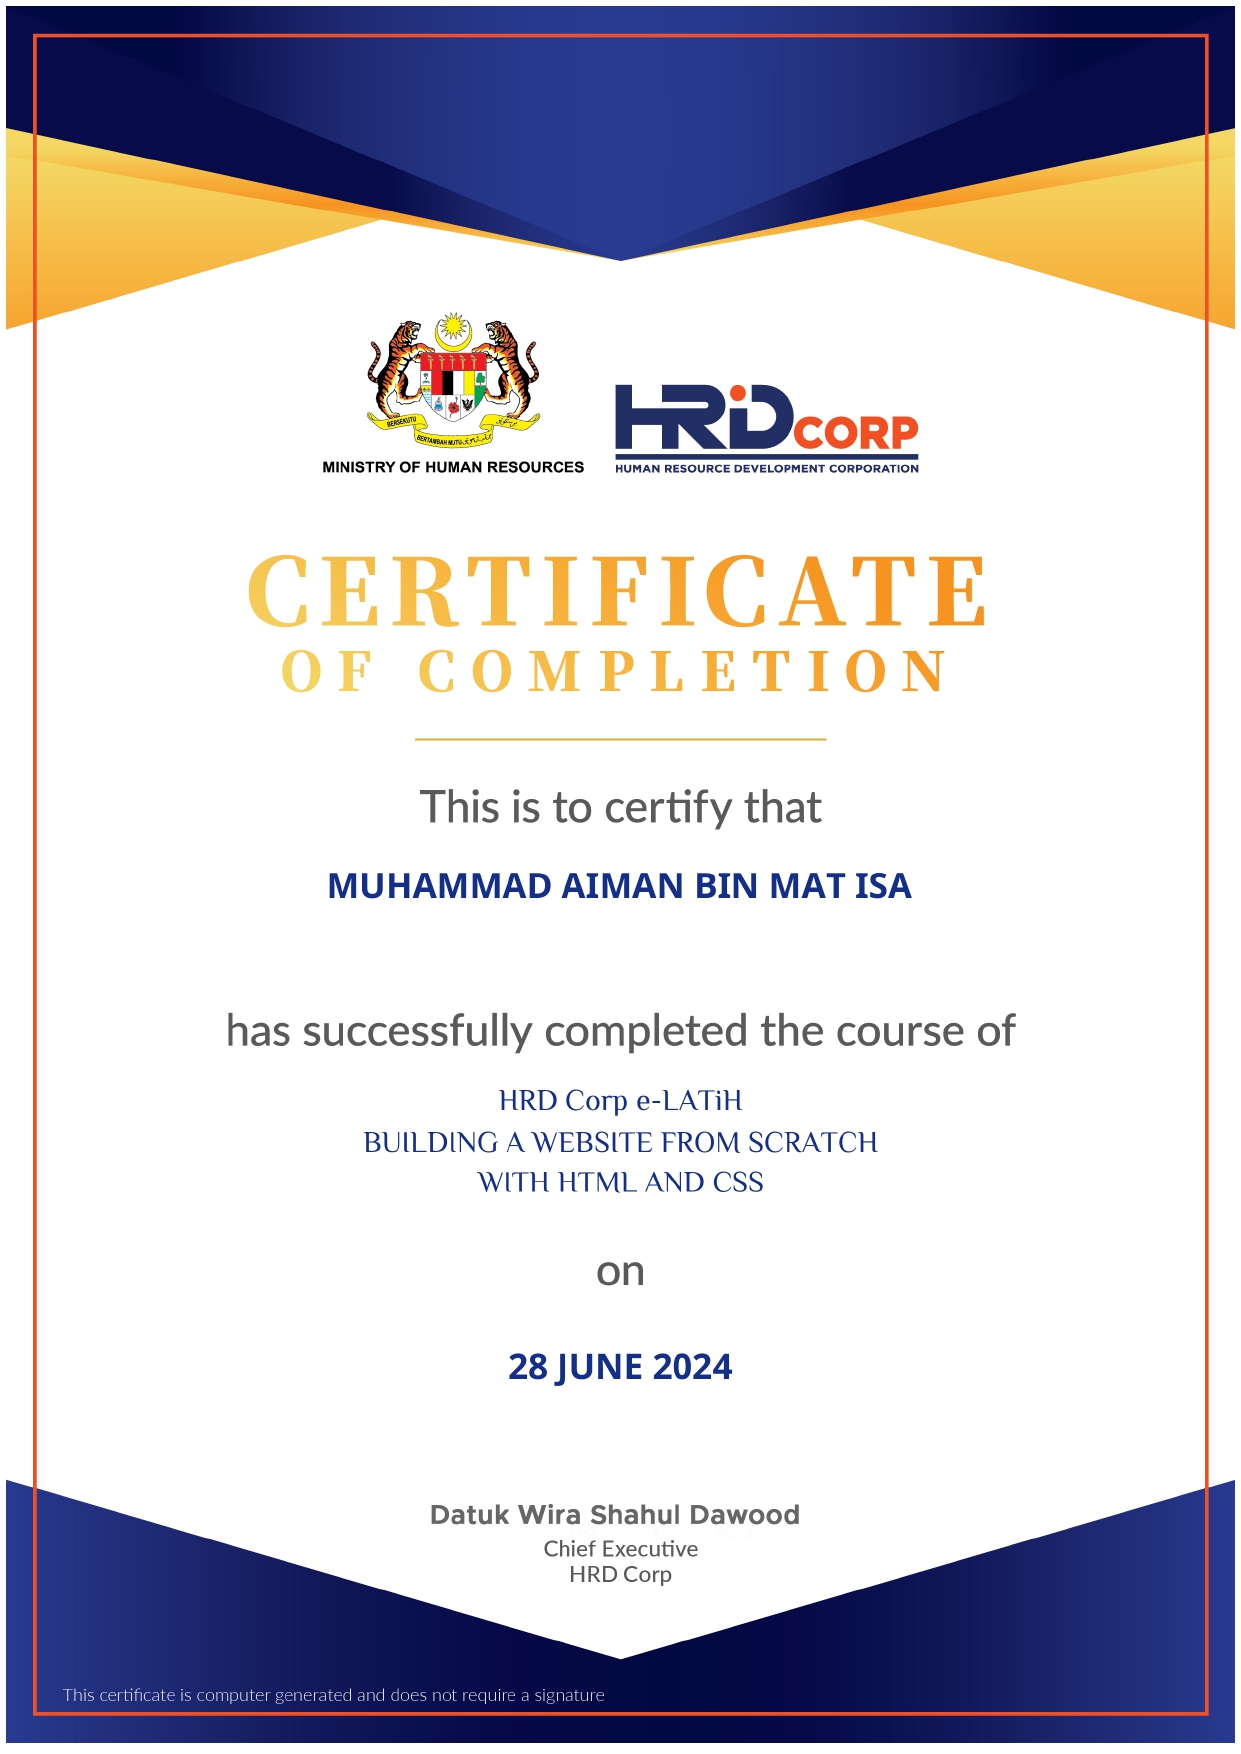 BERSEKUTU
BERTAMBAH MUTU
MINISTRY OF HUMAN RESOURCES
HRD CORP
HUMAN RESOURCE DEVELOPMENT CORPORATION
CERTIFICATE
OF COMPLETION
This is to certify that
MUHAMMAD AIMAN BIN MAT ISA
has successfully completed the course of
HRD Corp e-LATiH
BUILDING A WEBSITE FROM SCRATCH
WITH HTML AND CSS
on
28 JUNE 2024
Datuk Wira Shahul Dawood
Chief Executive
HRD Corp
This certificate is computer generated and does not require a signature